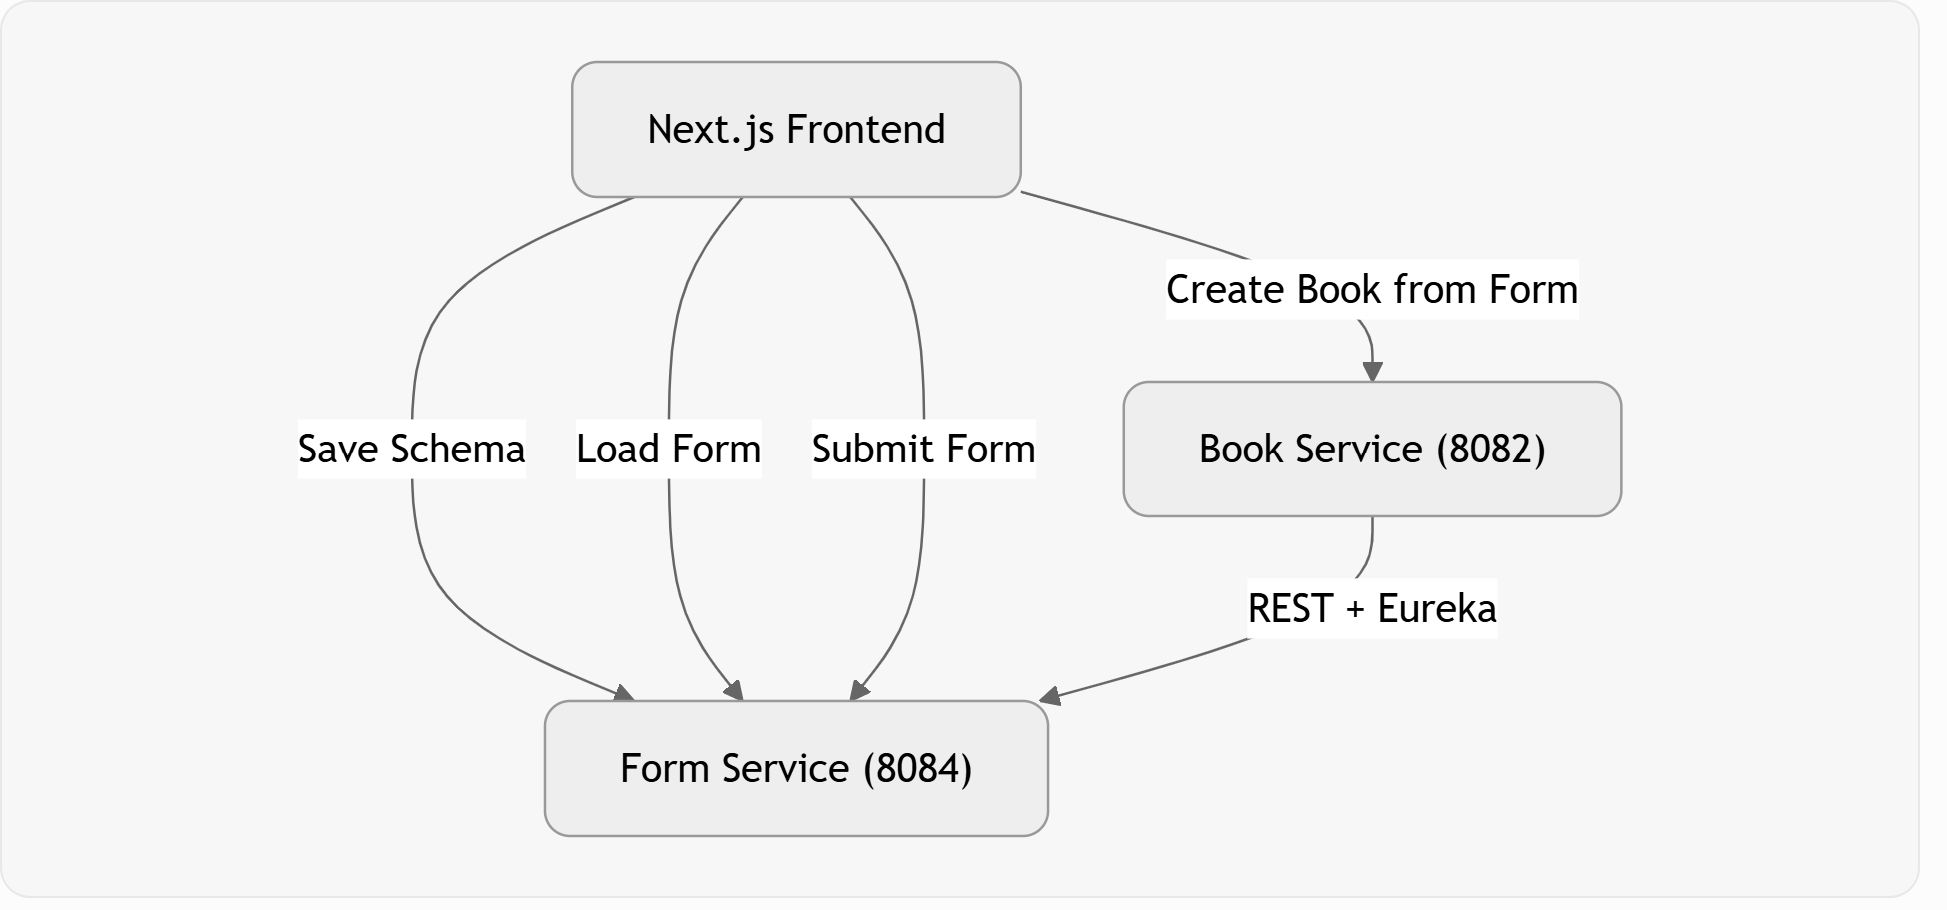 Next.js Frontend
Create Book from Form
Save Schema
Load Form
Submit Form
Book Service (8082)
REST + Eureka
Form Service (8084)